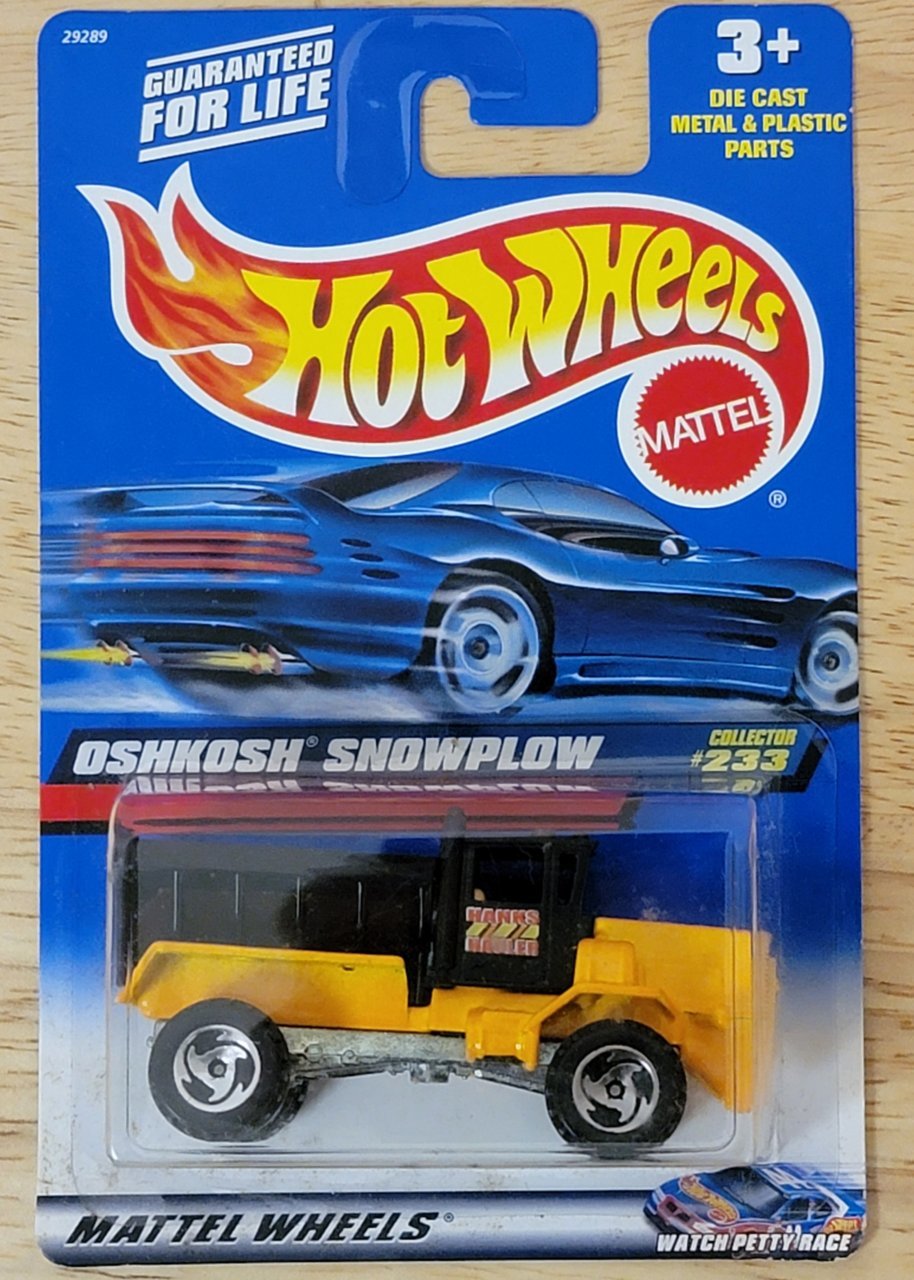 29289
GUARANTEED
FOR LIFE
3+
DIE CAST
METAL & PLASTIC
PARTS
HOT WHEELS
MATTEL
®
OSHKOSH® SNOWPLOW
COLLECTOR
#233
HANKS
HAULER
MATTEL WHEELS®
WATCH PETTY RACE